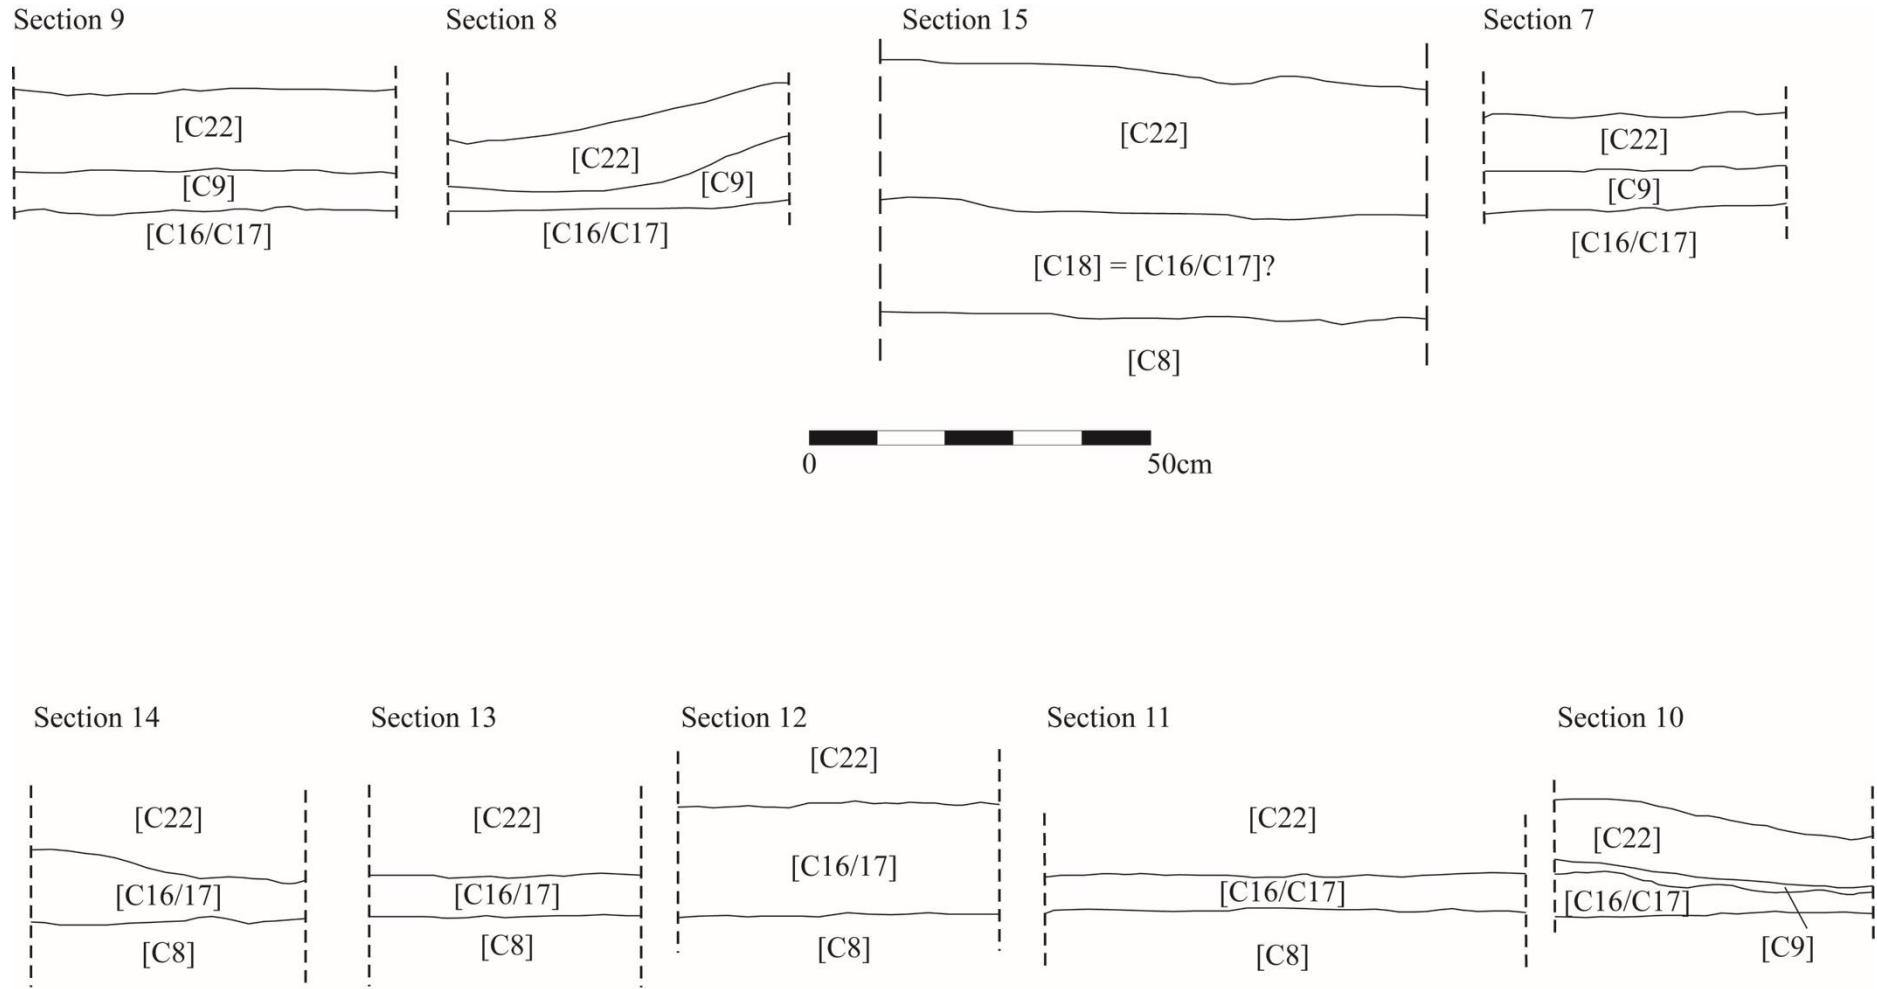 Section 9
[C22]
[C9]
[C16/C17]
Section 8
[C22]
[C9]
[C16/C17]
Section 15
[C22]
[C18] = [C16/C17]?
[C8]
Section 7
[C22]
[C9]
[C16/C17]
0
50cm
Section 14
[C22]
[C16/17]
[C8]
Section 13
[C22]
[C16/17]
[C8]
Section 12
[C22]
[C16/17]
[C8]
Section 11
[C22]
[C16/C17]
[C8]
Section 10
[C22]
[C16/C17]
[C9]